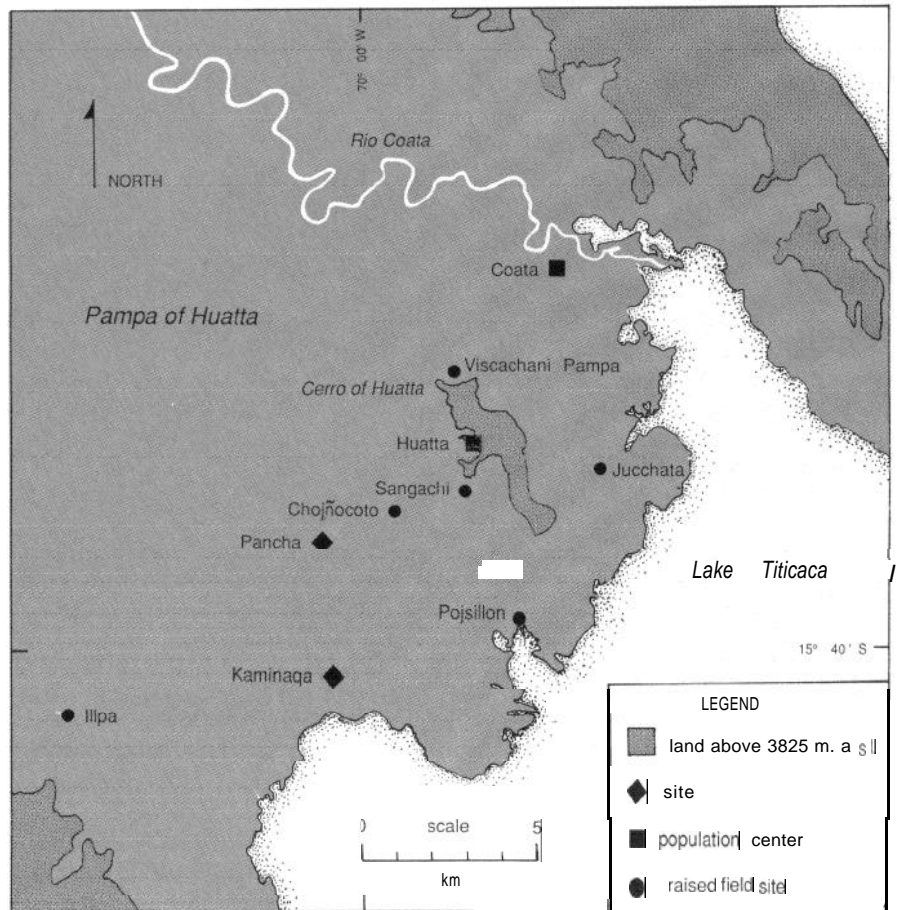 70° 00' W
Rio Coata
NORTH
Coata
Pampa of Huatta
Viscachani Pampa
Cerro of Huatta
Huatta
Jucchata
Sangachi
Chojñocoto
Pancha
Lake Titicaca
Pojsillon
15° 40' S
Kaminaqa
Illpa
LEGEND
land above 3825 m. a s l
site
population center
raised field site
0 scale 5
km